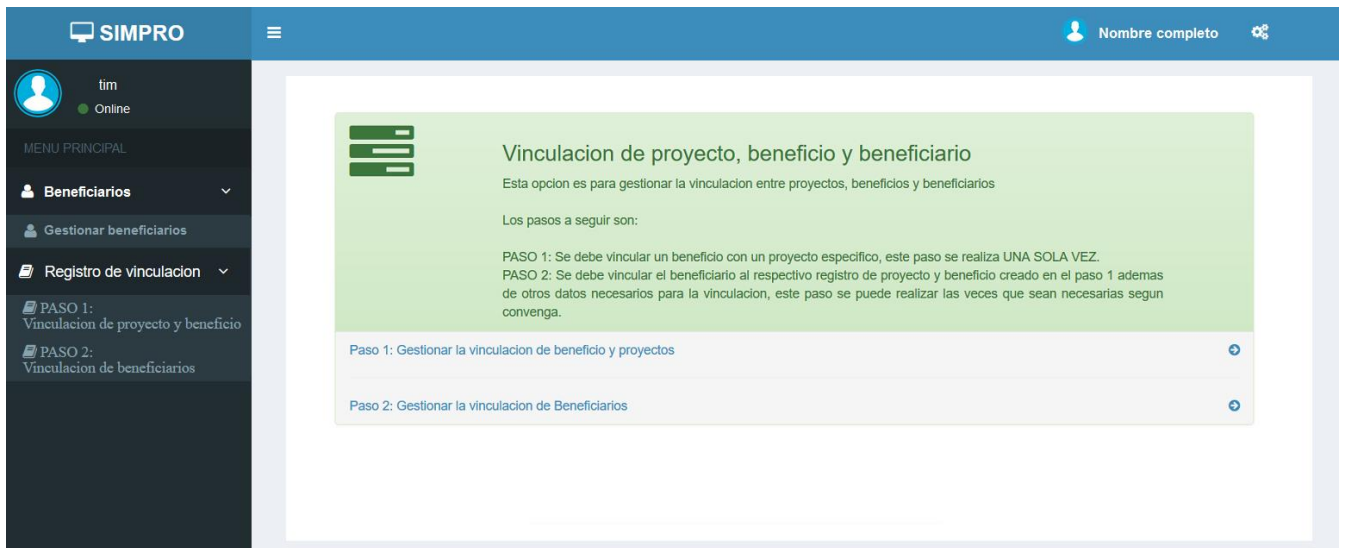 SIMPRO
Nombre completo
tim
Online
MENU PRINCIPAL
Beneficiarios
Gestionar beneficiarios
Registro de vinculacion
PASO 1:
Vinculacion de proyecto y beneficio
PASO 2:
Vinculacion de beneficiarios
Vinculacion de proyecto, beneficio y beneficiario
Esta opcion es para gestionar la vinculacion entre proyectos, beneficios y beneficiarios
Los pasos a seguir son:
PASO 1: Se debe vincular un beneficio con un proyecto especifico, este paso se realiza UNA SOLA VEZ.
PASO 2: Se debe vincular el beneficiario al respectivo registro de proyecto y beneficio creado en el paso 1 ademas
de otros datos necesarios para la vinculacion, este paso se puede realizar las veces que sean necesarias segun
convenga.
Paso 1: Gestionar la vinculacion de beneficio y proyectos
Paso 2: Gestionar la vinculacion de Beneficiarios